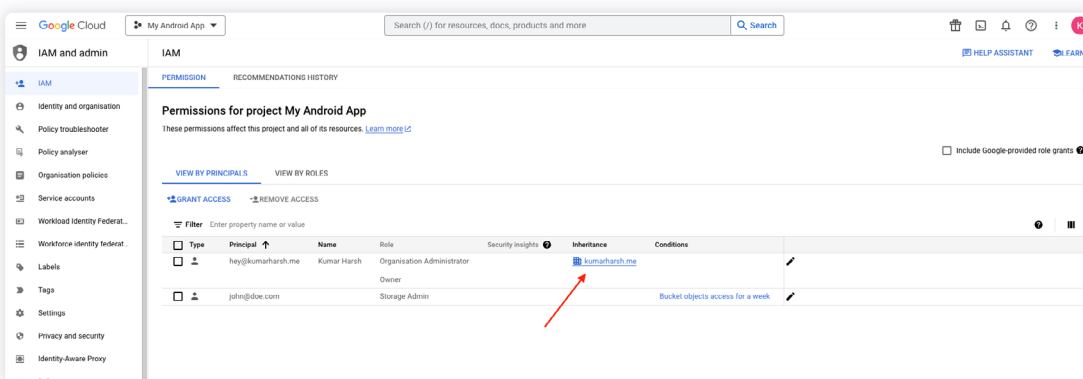 Google Cloud My Android App Search (/) for resources, docs, products and more Search K
IAM and admin IAM HELP ASSISTANT LEARN
IAM PERMISSION RECOMMENDATIONS HISTORY
Identity and organisation
Permissions for project My Android App
Policy troubleshooter These permissions affect this project and all of its resources. Learn more
Policy analyser Include Google-provided role grants
Organisation policies VIEW BY PRINCIPALS VIEW BY ROLES
Service accounts GRANT ACCESS REMOVE ACCESS
Workload Identity Federat... Filter Enter property name or value
Workforce identity federat... Type Principal Name Role Security insights Inheritance Conditions
Labels hey@kumarharsh.me Kumar Harsh Organisation Administrator kumarharsh.me
Tags Owner
john@doe.com Storage Admin Bucket objects access for a week
Settings
Privacy and security
Identity-Aware Proxy